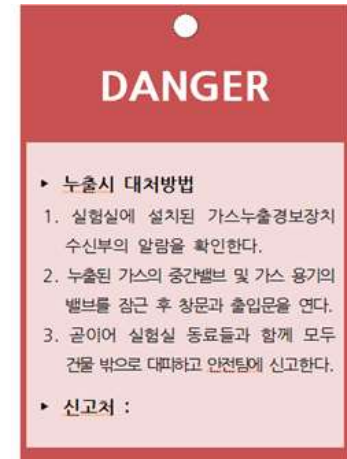 DANGER
▶ 누출시 대처방법
1. 실험실에 설치된 가스누출경보장치
수신부의 알람을 확인한다.
2. 누출된 가스의 중간밸브 및 가스 용기의
밸브를 잠근 후 창문과 출입문을 연다.
3. 곧이어 실험실 동료들과 함께 모두
건물 밖으로 대피하고 안전팀에 신고한다.
▶ 신고처 :